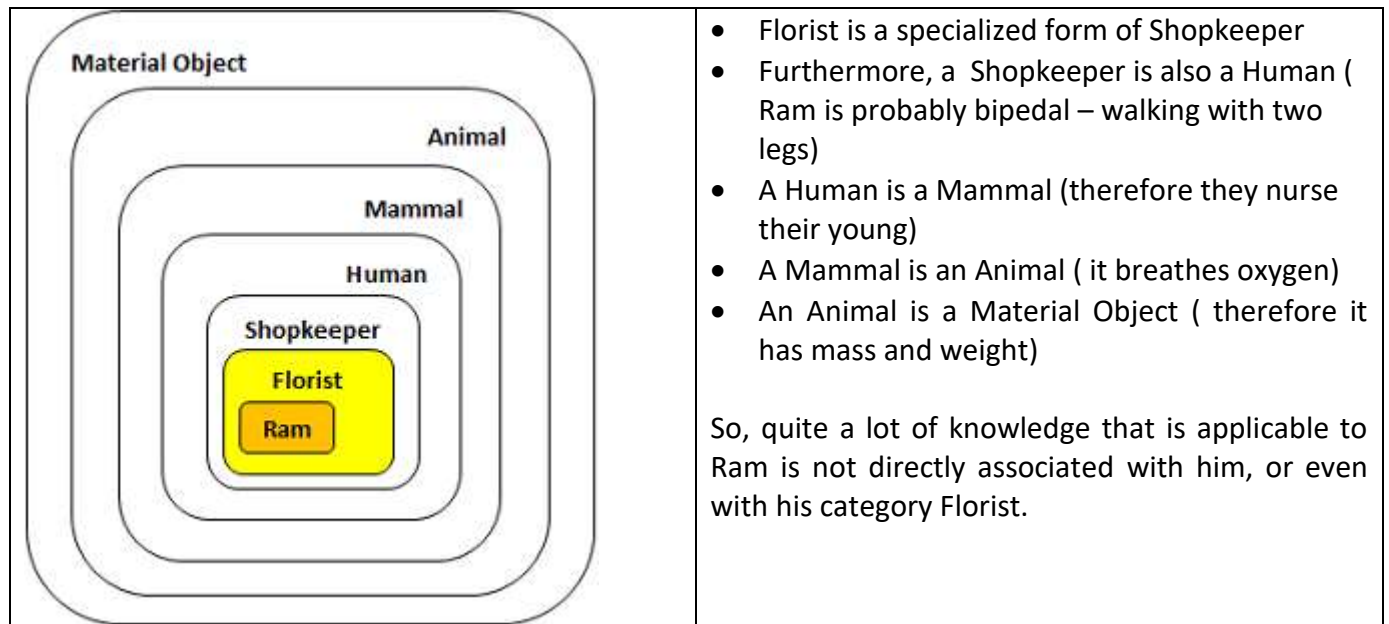 Material Object
Animal
Mammal
Human
Shopkeeper
Florist
Ram
• Florist is a specialized form of Shopkeeper
• Furthermore, a Shopkeeper is also a Human (
Ram is probably bipedal – walking with two
legs)
• A Human is a Mammal (therefore they nurse
their young)
• A Mammal is an Animal ( it breathes oxygen)
• An Animal is a Material Object ( therefore it
has mass and weight)
So, quite a lot of knowledge that is applicable to
Ram is not directly associated with him, or even
with his category Florist.